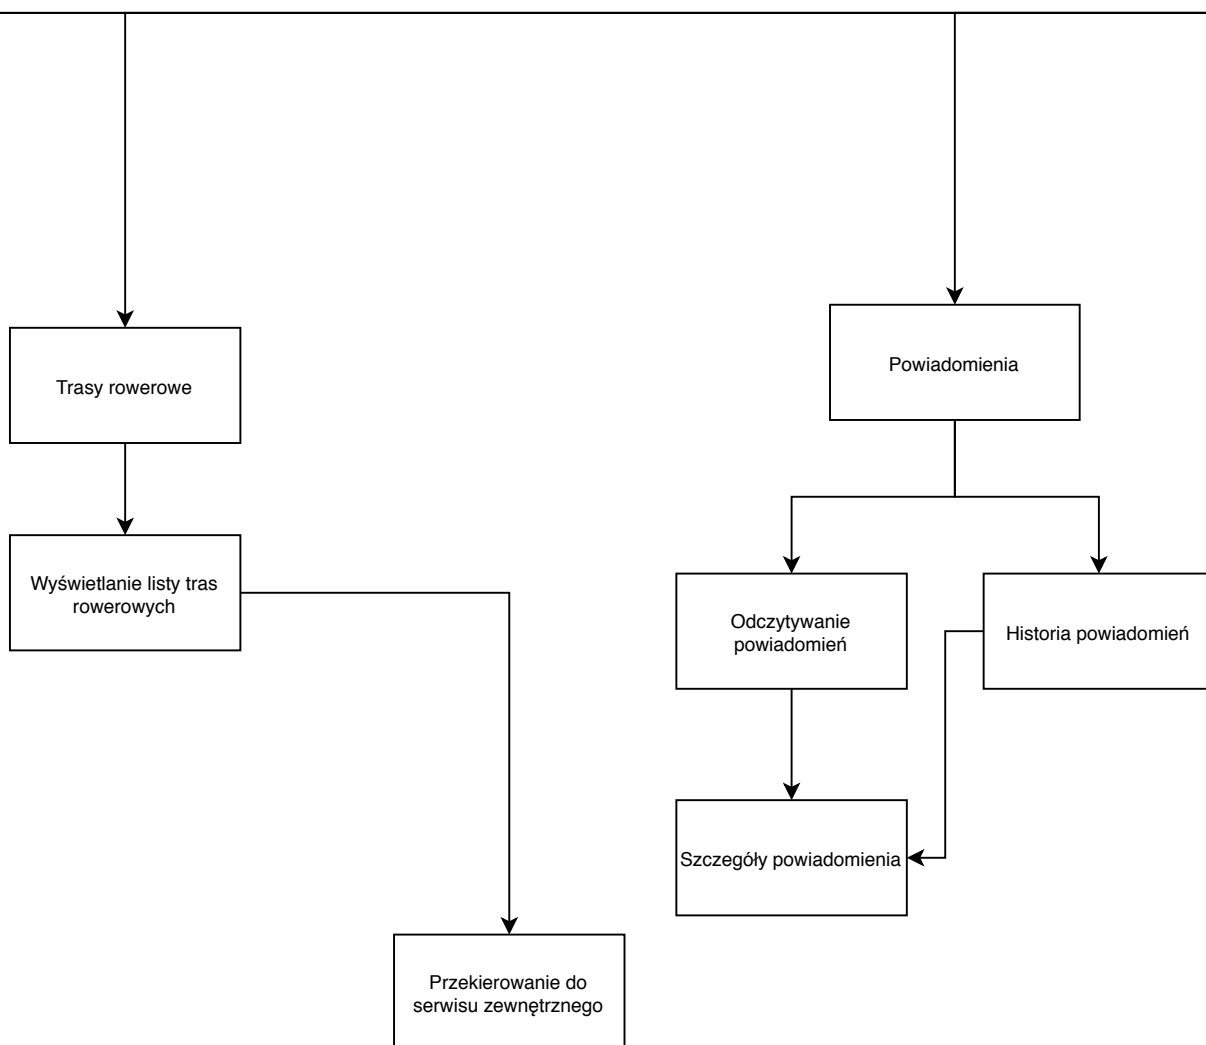 Powiadomienia
Trasy rowerowe
Wyświetlanie listy tras
rowerowych
Odczytywanie
powiadomień
Historia powiadomień
Szczegóły powiadomienia
Przekierowanie do
serwisu zewnętrznego